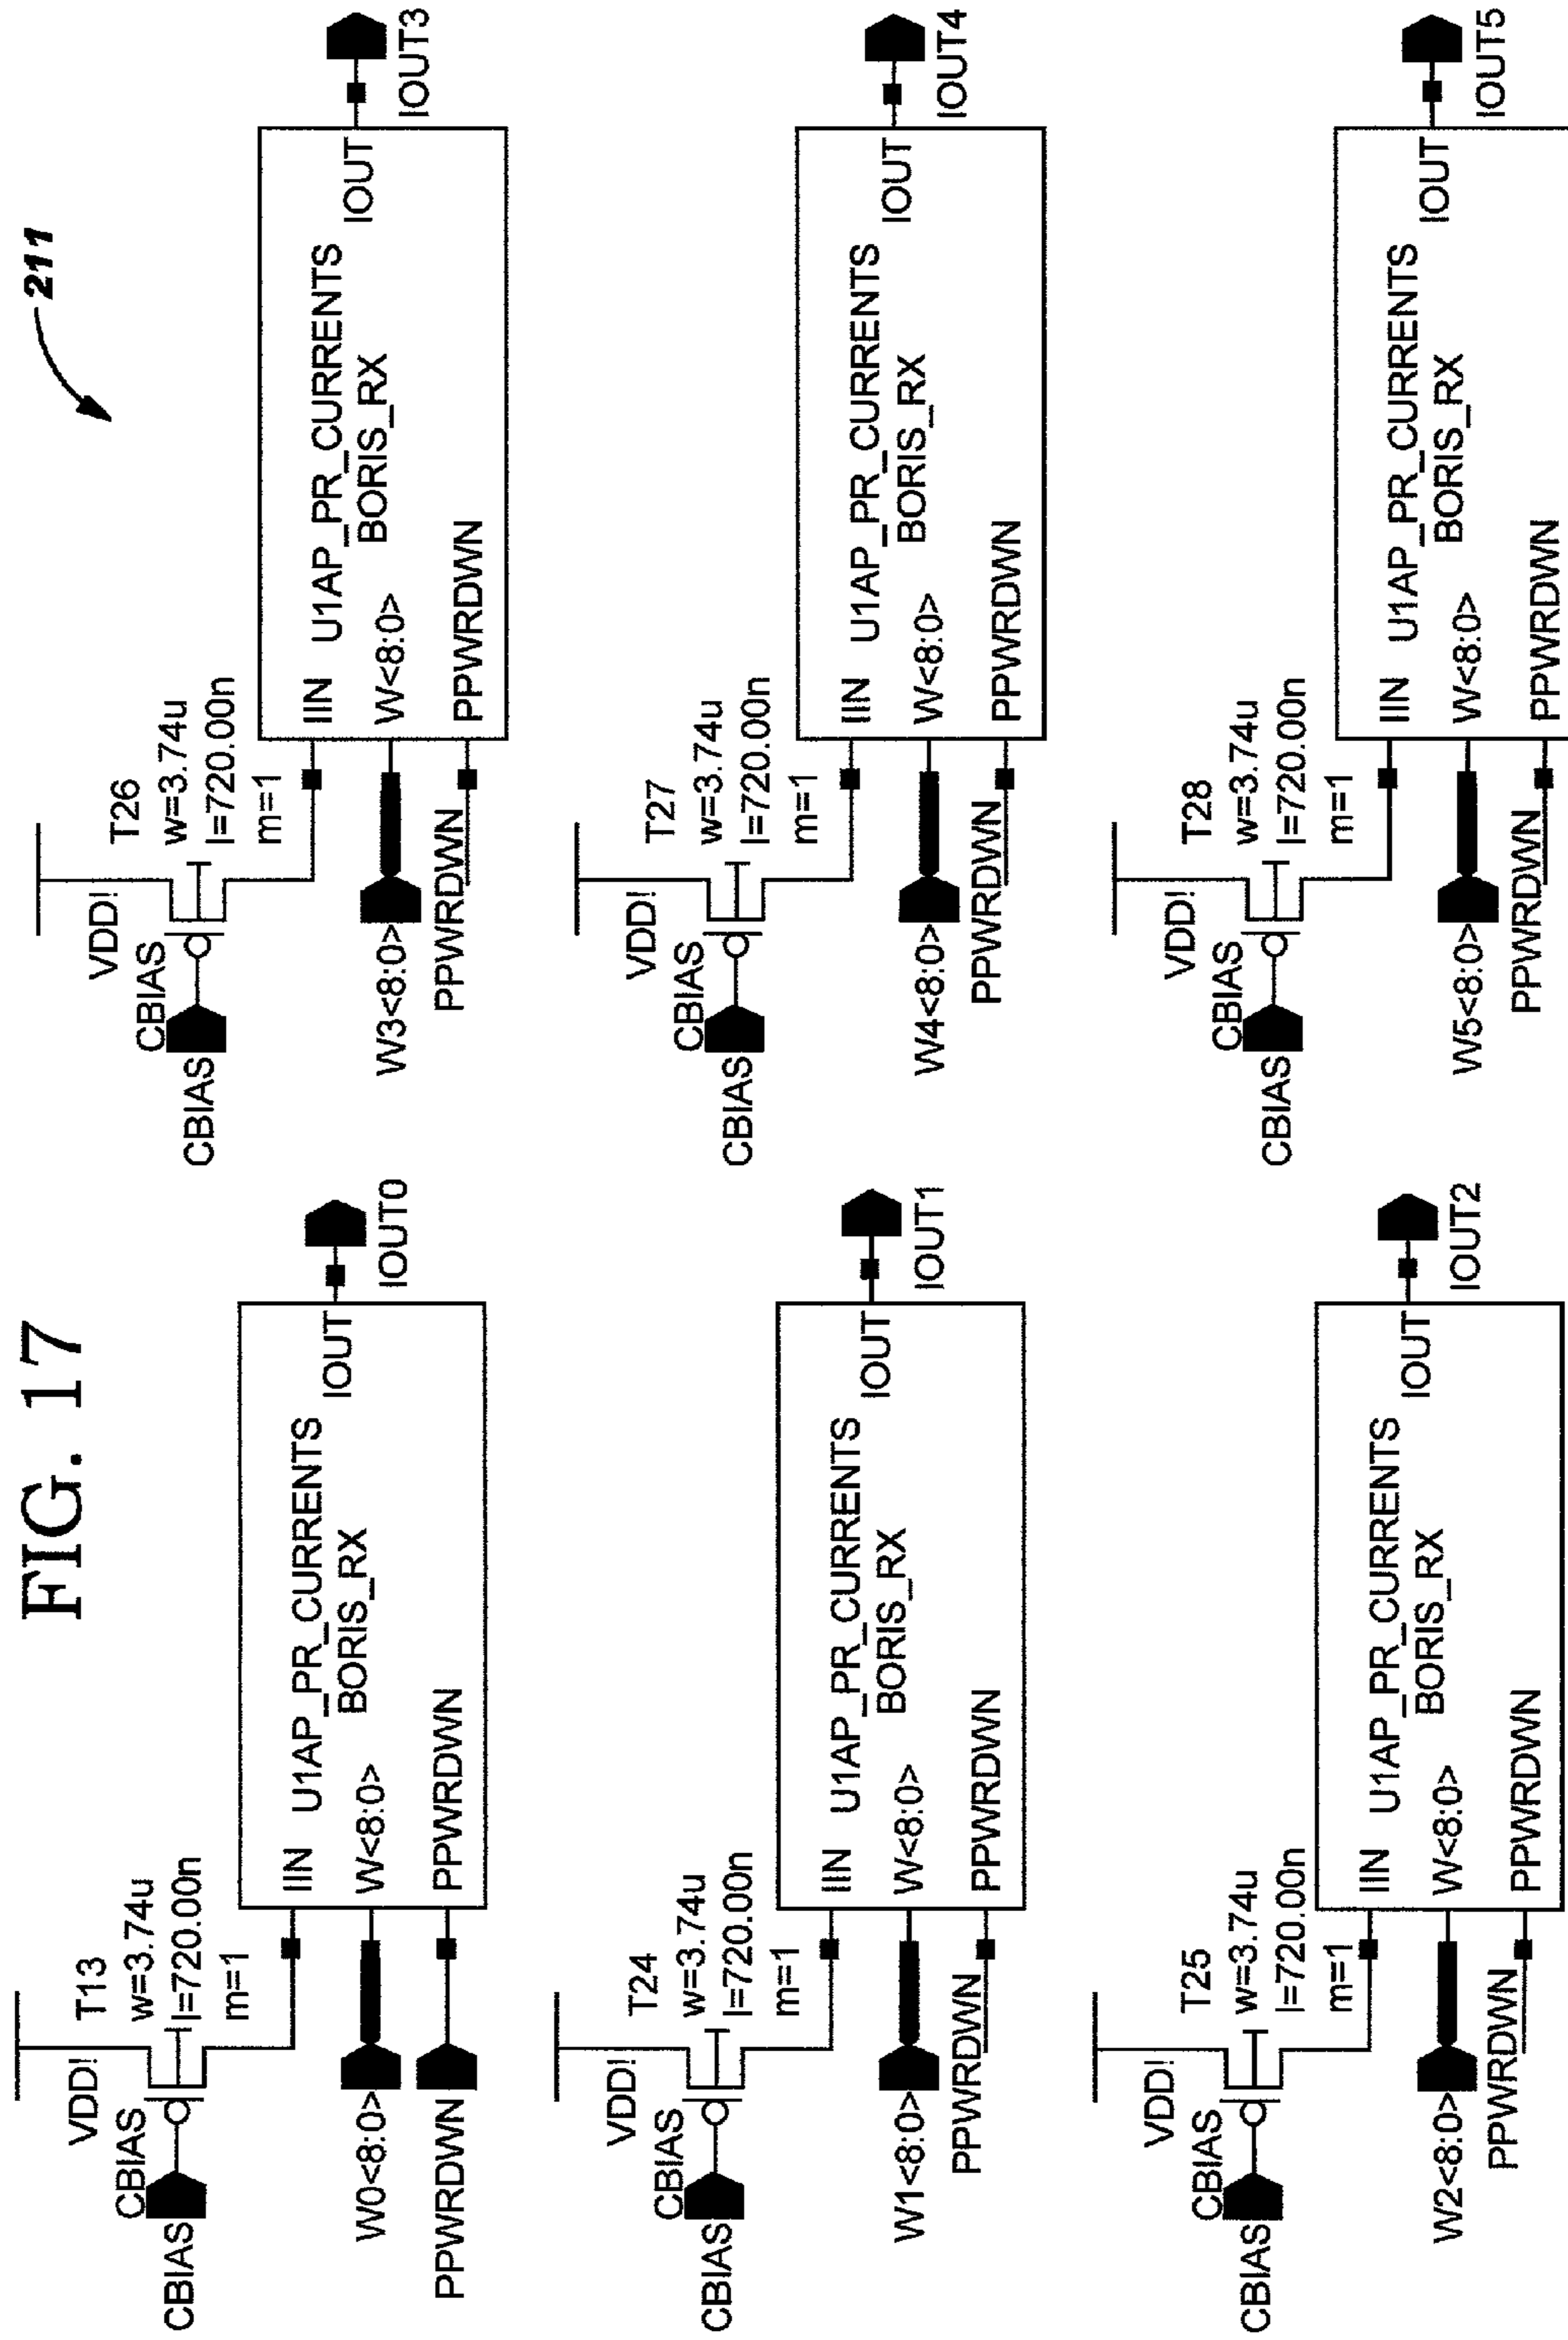 FIG. 17
211
VDD!
T13
w=3.74u
l=720.00n
m=1
CBIAS
CBIAS
IIN
U1AP_PR_CURRENTS
BORIS_RX
W<8:0>
PPWRDWN
IOUT
W0<8:0>
PPWRDWN
IOUT0
VDD!
T24
w=3.74u
l=720.00n
m=1
CBIAS
CBIAS
IIN
U1AP_PR_CURRENTS
BORIS_RX
W<8:0>
PPWRDWN
IOUT
W1<8:0>
PPWRDWN
IOUT1
VDD!
T25
w=3.74u
l=720.00n
m=1
CBIAS
CBIAS
IIN
U1AP_PR_CURRENTS
BORIS_RX
W<8:0>
PPWRDWN
IOUT
W2<8:0>
PPWRDWN
IOUT2
VDD!
T26
w=3.74u
l=720.00n
m=1
CBIAS
CBIAS
IIN
U1AP_PR_CURRENTS
BORIS_RX
W<8:0>
PPWRDWN
IOUT
W3<8:0>
PPWRDWN
IOUT3
VDD!
T27
w=3.74u
l=720.00n
m=1
CBIAS
CBIAS
IIN
U1AP_PR_CURRENTS
BORIS_RX
W<8:0>
PPWRDWN
IOUT
W4<8:0>
PPWRDWN
IOUT4
VDD!
T28
w=3.74u
l=720.00n
m=1
CBIAS
CBIAS
IIN
U1AP_PR_CURRENTS
BORIS_RX
W<8:0>
PPWRDWN
IOUT
W5<8:0>
PPWRDWN
IOUT5